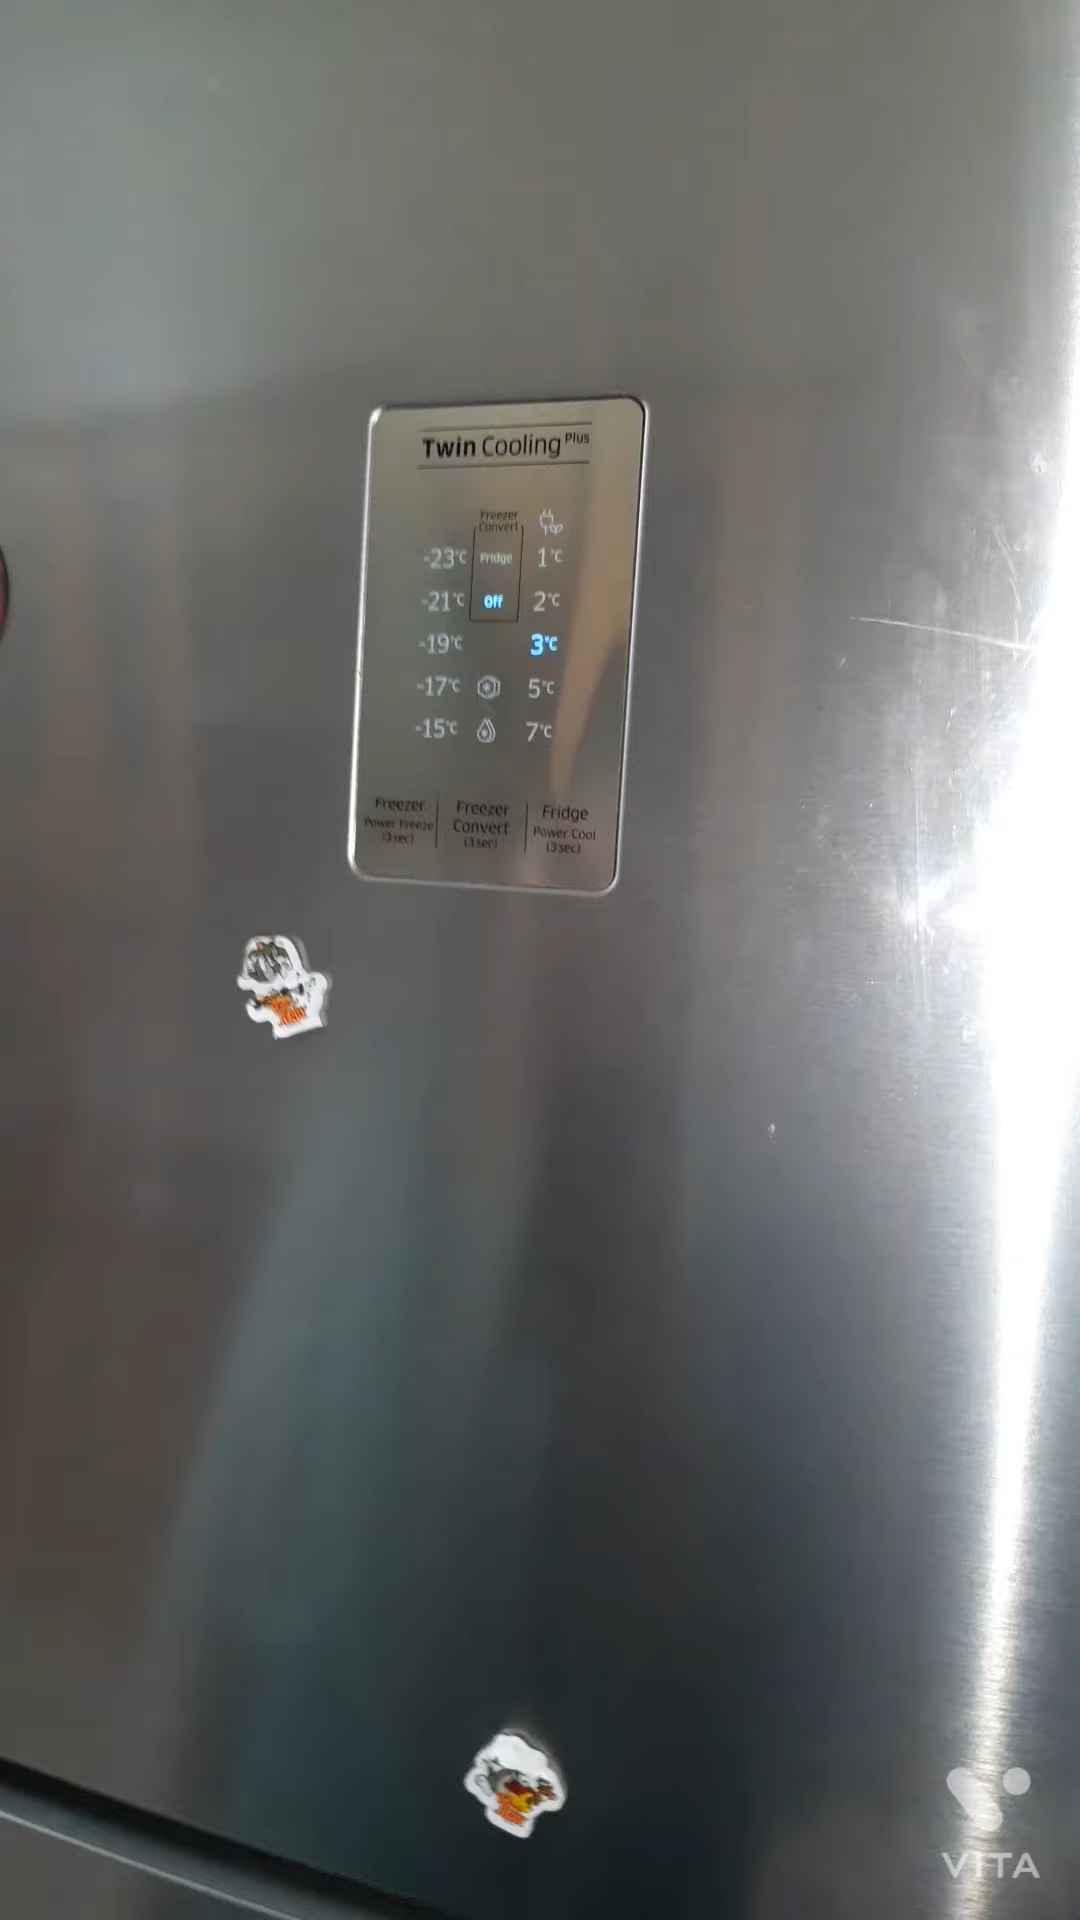 Twin Cooling Plus
Freezer
Convert
-23°C Fridge 1°C
-21°C Off 2°C
-19°C 3°C
-17°C 5°C
-15°C 7°C
Freezer
Power Freeze
(3 sec)
Freezer
Convert
(3 sec)
Fridge
Power Cool
(3 sec)
VITA